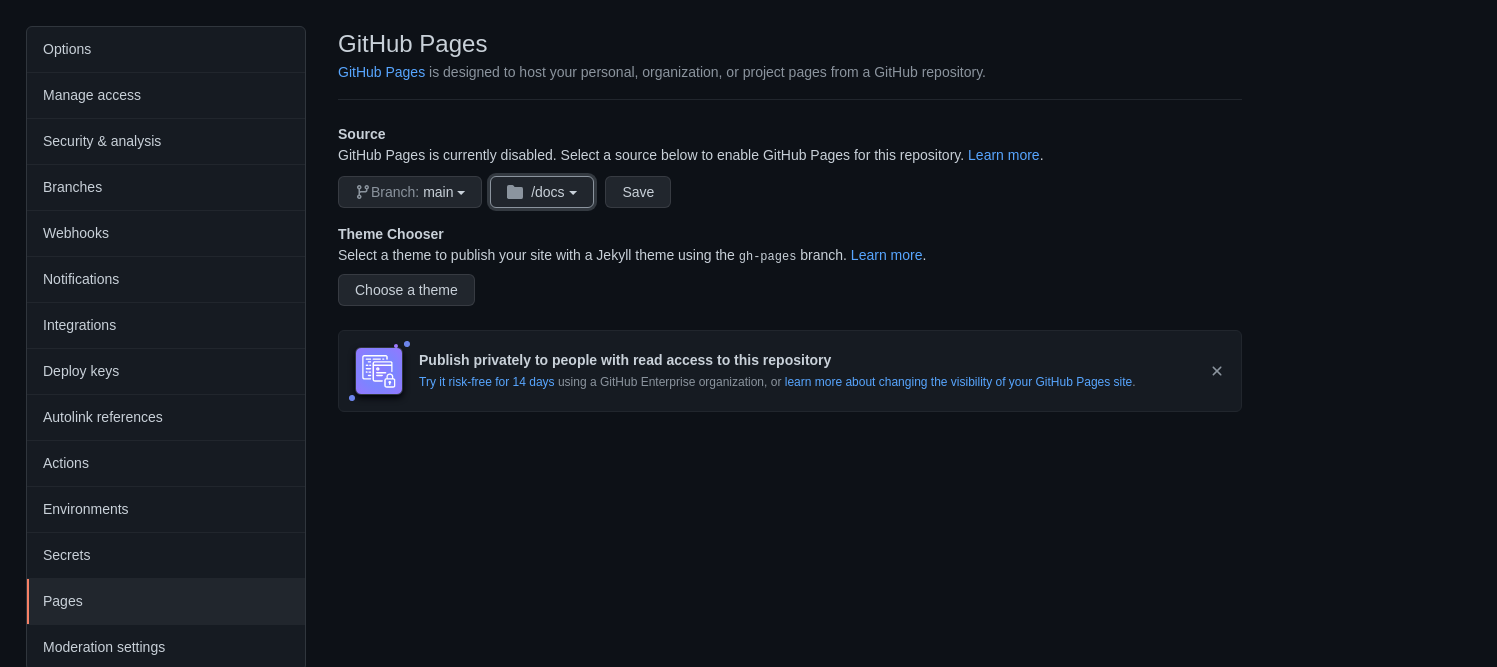 Options
Manage access
Security & analysis
Branches
Webhooks
Notifications
Integrations
Deploy keys
Autolink references
Actions
Environments
Secrets
Pages
Moderation settings
GitHub Pages
GitHub Pages is designed to host your personal, organization, or project pages from a GitHub repository.
Source
GitHub Pages is currently disabled. Select a source below to enable GitHub Pages for this repository. Learn more.
Branch: main /docs Save
Theme Chooser
Select a theme to publish your site with a Jekyll theme using the gh-pages branch. Learn more.
Choose a theme
Publish privately to people with read access to this repository
Try it risk-free for 14 days using a GitHub Enterprise organization, or learn more about changing the visibility of your GitHub Pages site.